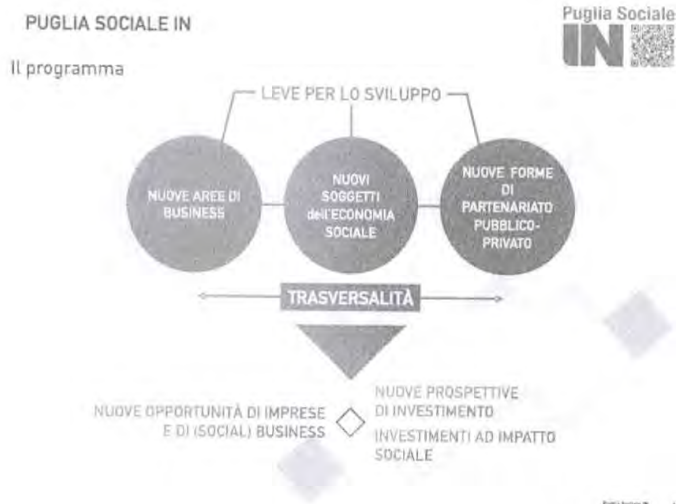 PUGLIA SOCIALE IN
Puglia Sociale
IN
Il programma
LEVE PER LO SVILUPPO
NUOVE AREE DI
BUSINESS
NUOVI
SOGGETTI
dell'ECONOMIA
SOCIALE
NUOVE FORME
DI
PARTENARIATO
PUBBLICO-
PRIVATO
TRASVERSALITÀ
NUOVE OPPORTUNITÀ DI IMPRESE
E DI (SOCIAL) BUSINESS
NUOVE PROSPETTIVE
DI INVESTIMENTO
INVESTIMENTI AD IMPATTO
SOCIALE